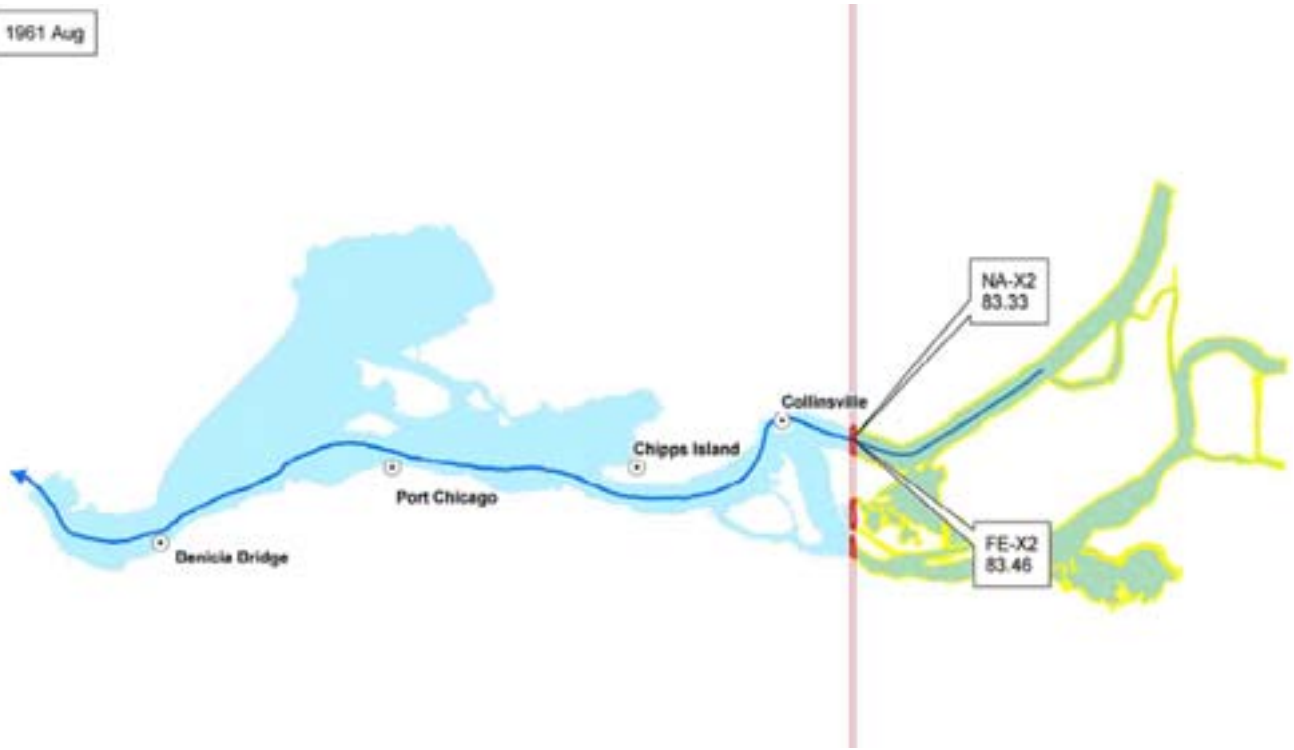 1961 Aug
NA-X2
83.33
Collinsville
Chipps Island
Port Chicago
Benicia Bridge
FE-X2
83.46